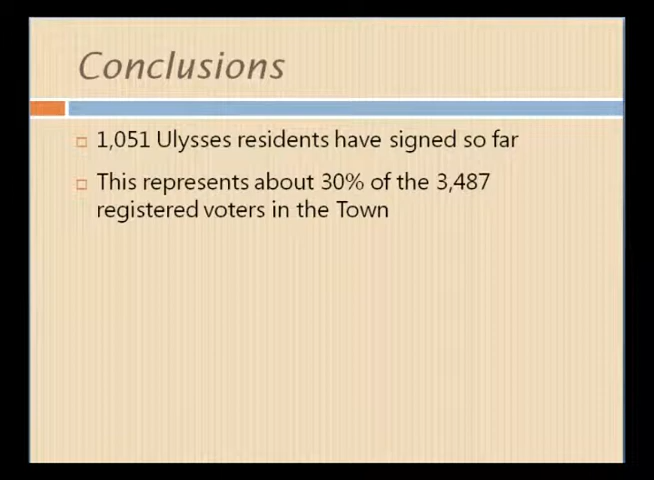 Conclusions
1,051 Ulysses residents have signed so far
This represents about 30% of the 3,487
registered voters in the Town